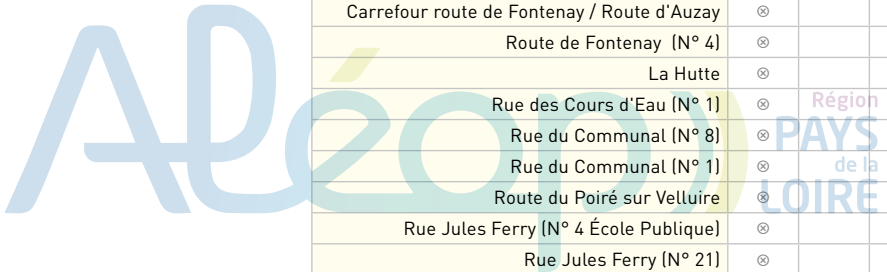 Carrefour route de Fontenay / Route d'Auzay ⊗
Route de Fontenay (N° 4) ⊗
La Hutte ⊗
Rue des Cours d'Eau (N° 1) ⊗
Rue du Communal (N° 8) ⊗
Rue du Communal (N° 1) ⊗
Route du Poiré sur Velluire ⊗
Rue Jules Ferry (N° 4 École Publique) ⊗
Rue Jules Ferry (N° 21) ⊗
Aléop
Région
PAYS
de la
LOIRE